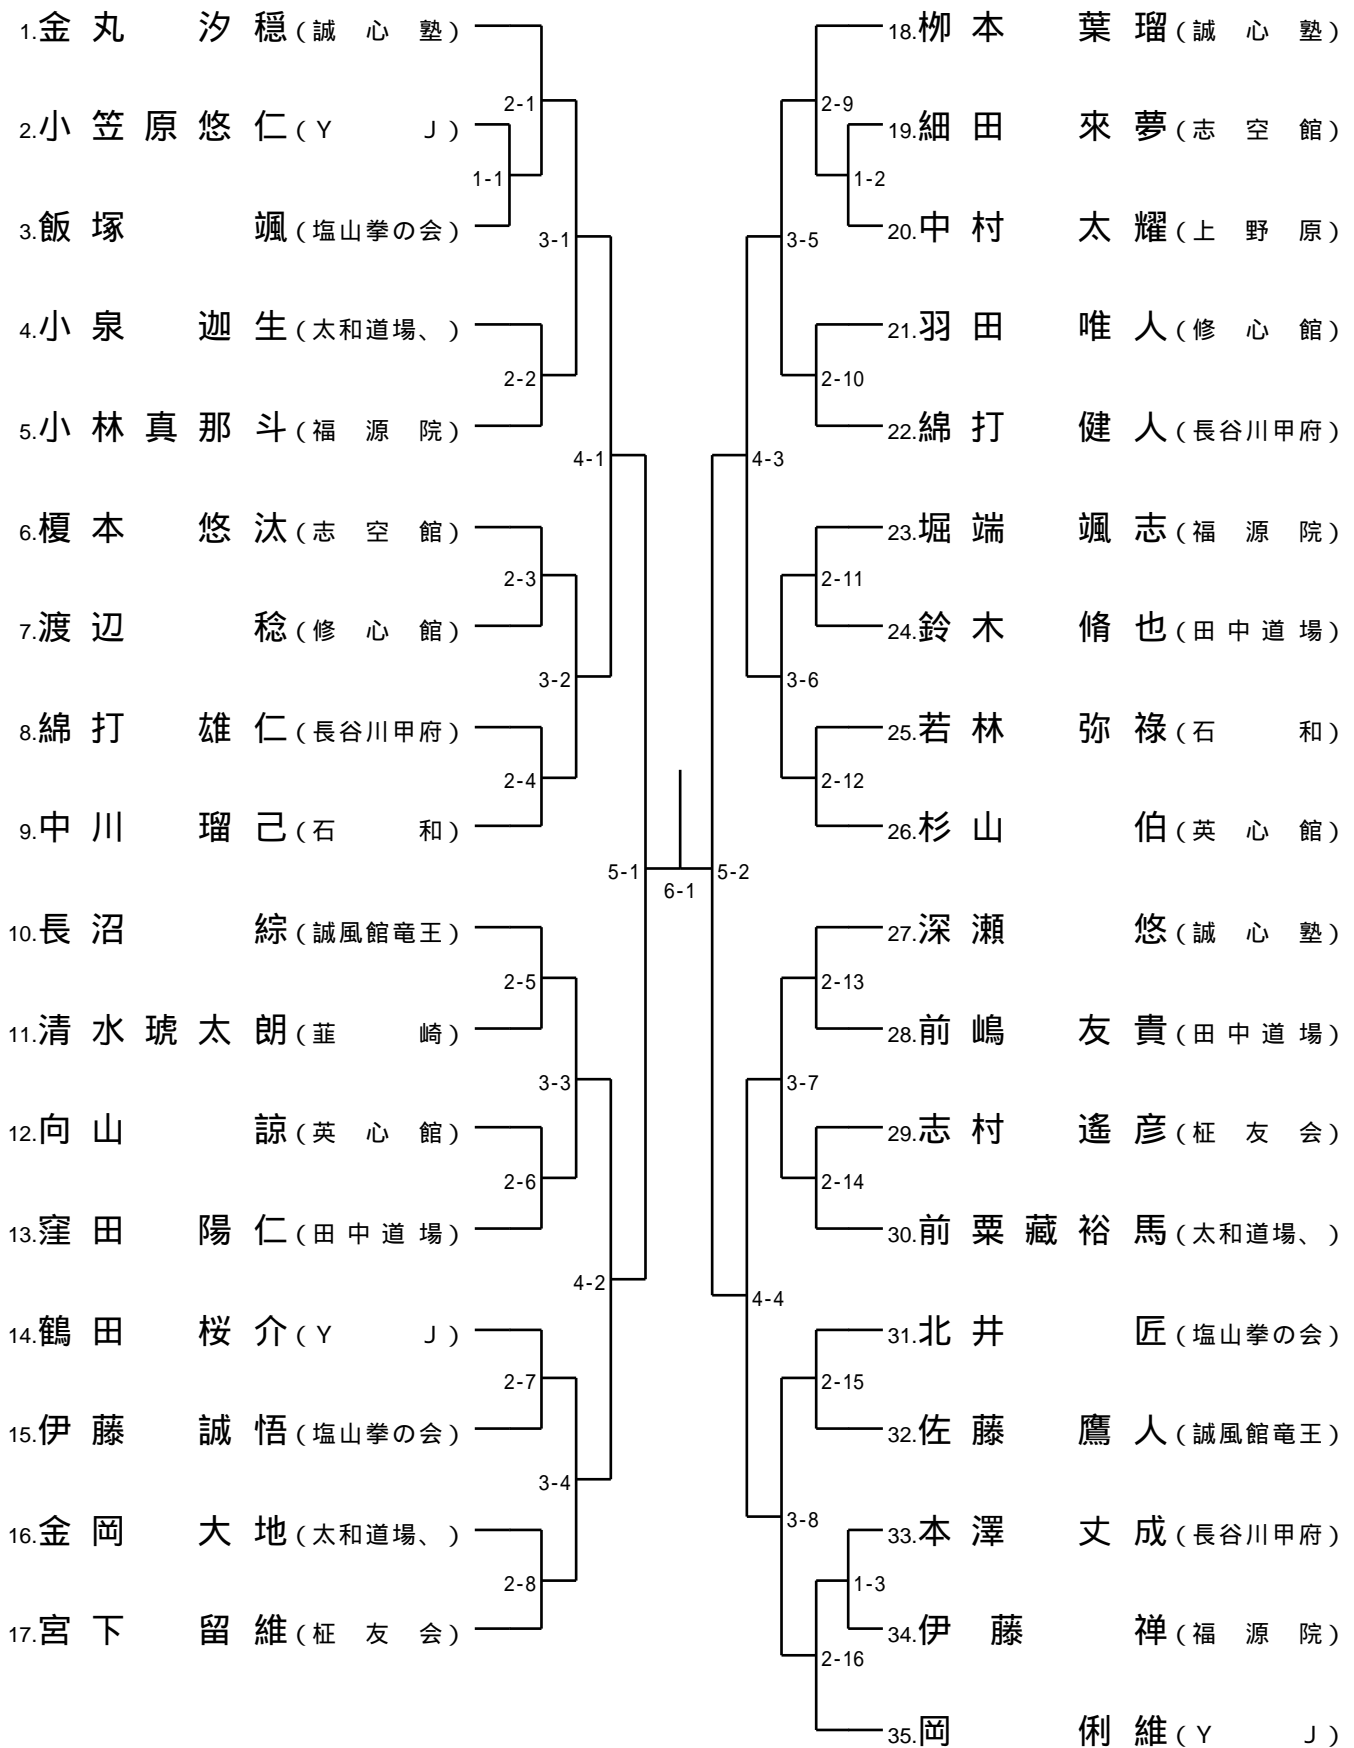 1.金丸 汐穏(誠心塾)
2-1
2.小笠原悠仁(YJ)
1-1
3.飯塚 颯(塩山拳の会)
3-1
4.小泉 迦生(太和道場、)
2-2
5.小林真那斗(福源院)
4-1
6.榎本 悠汰(志空館)
2-3
7.渡辺 稔(修心館)
3-2
8.綿打 雄仁(長谷川甲府)
2-4
9.中川 瑠己(石和)
5-1
10.長沼 綜(誠風館竜王)
2-5
11.清水琥太朗(韮崎)
3-3
12.向山 諒(英心館)
2-6
13.窪田 陽仁(田中道場)
4-2
14.鶴田 桜介(YJ)
2-7
15.伊藤 誠悟(塩山拳の会)
3-4
16.金岡 大地(太和道場、)
2-8
17.宮下 留維(柾友会)
6-1
18.栁本 葉瑠(誠心塾)
2-9
19.細田 來夢(志空館)
1-2
20.中村 太耀(上野原)
3-5
21.羽田 唯人(修心館)
2-10
22.綿打 健人(長谷川甲府)
4-3
23.堀端 颯志(福源院)
2-11
24.鈴木 脩也(田中道場)
3-6
25.若林 弥祿(石和)
2-12
26.杉山 伯(英心館)
5-2
27.深瀬 悠(誠心塾)
2-13
28.前嶋 友貴(田中道場)
3-7
29.志村 遙彦(柾友会)
2-14
30.前粟藏裕馬(太和道場、)
4-4
31.北井 匠(塩山拳の会)
2-15
32.佐藤 鷹人(誠風館竜王)
3-8
33.本澤 丈成(長谷川甲府)
1-3
34.伊藤 禅(福源院)
2-16
35.岡 俐維(YJ)